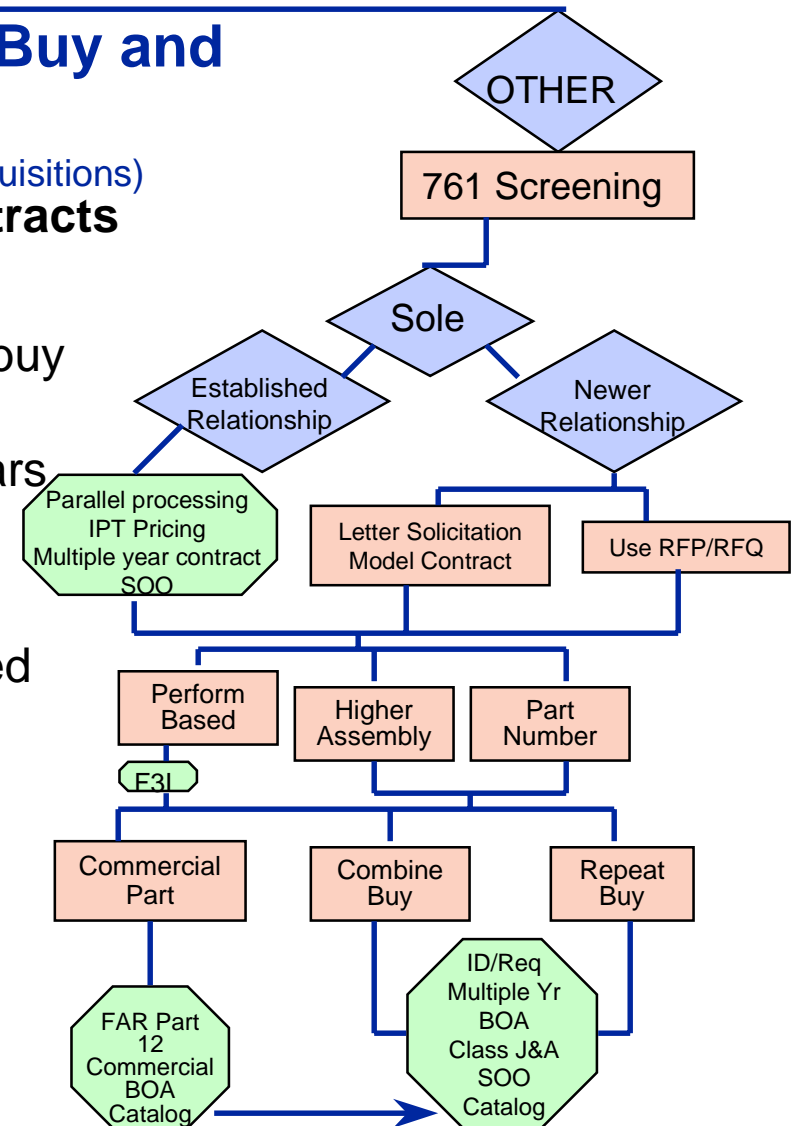 Buy and
uisitions)
tracts
buy
ars
ed
OTHER
761 Screening
Sole
Established
Relationship
Newer
Relationship
Parallel processing
IPT Pricing
Multiple year contract
SOO
Letter Solicitation
Model Contract
Use RFP/RFQ
Perform
Based
Higher
Assembly
Part
Number
F3I
Commercial
Part
Combine
Buy
Repeat
Buy
FAR Part
12
Commercial
BOA
Catalog
ID/Req
Multiple Yr
BOA
Class J&A
SOO
Catalog